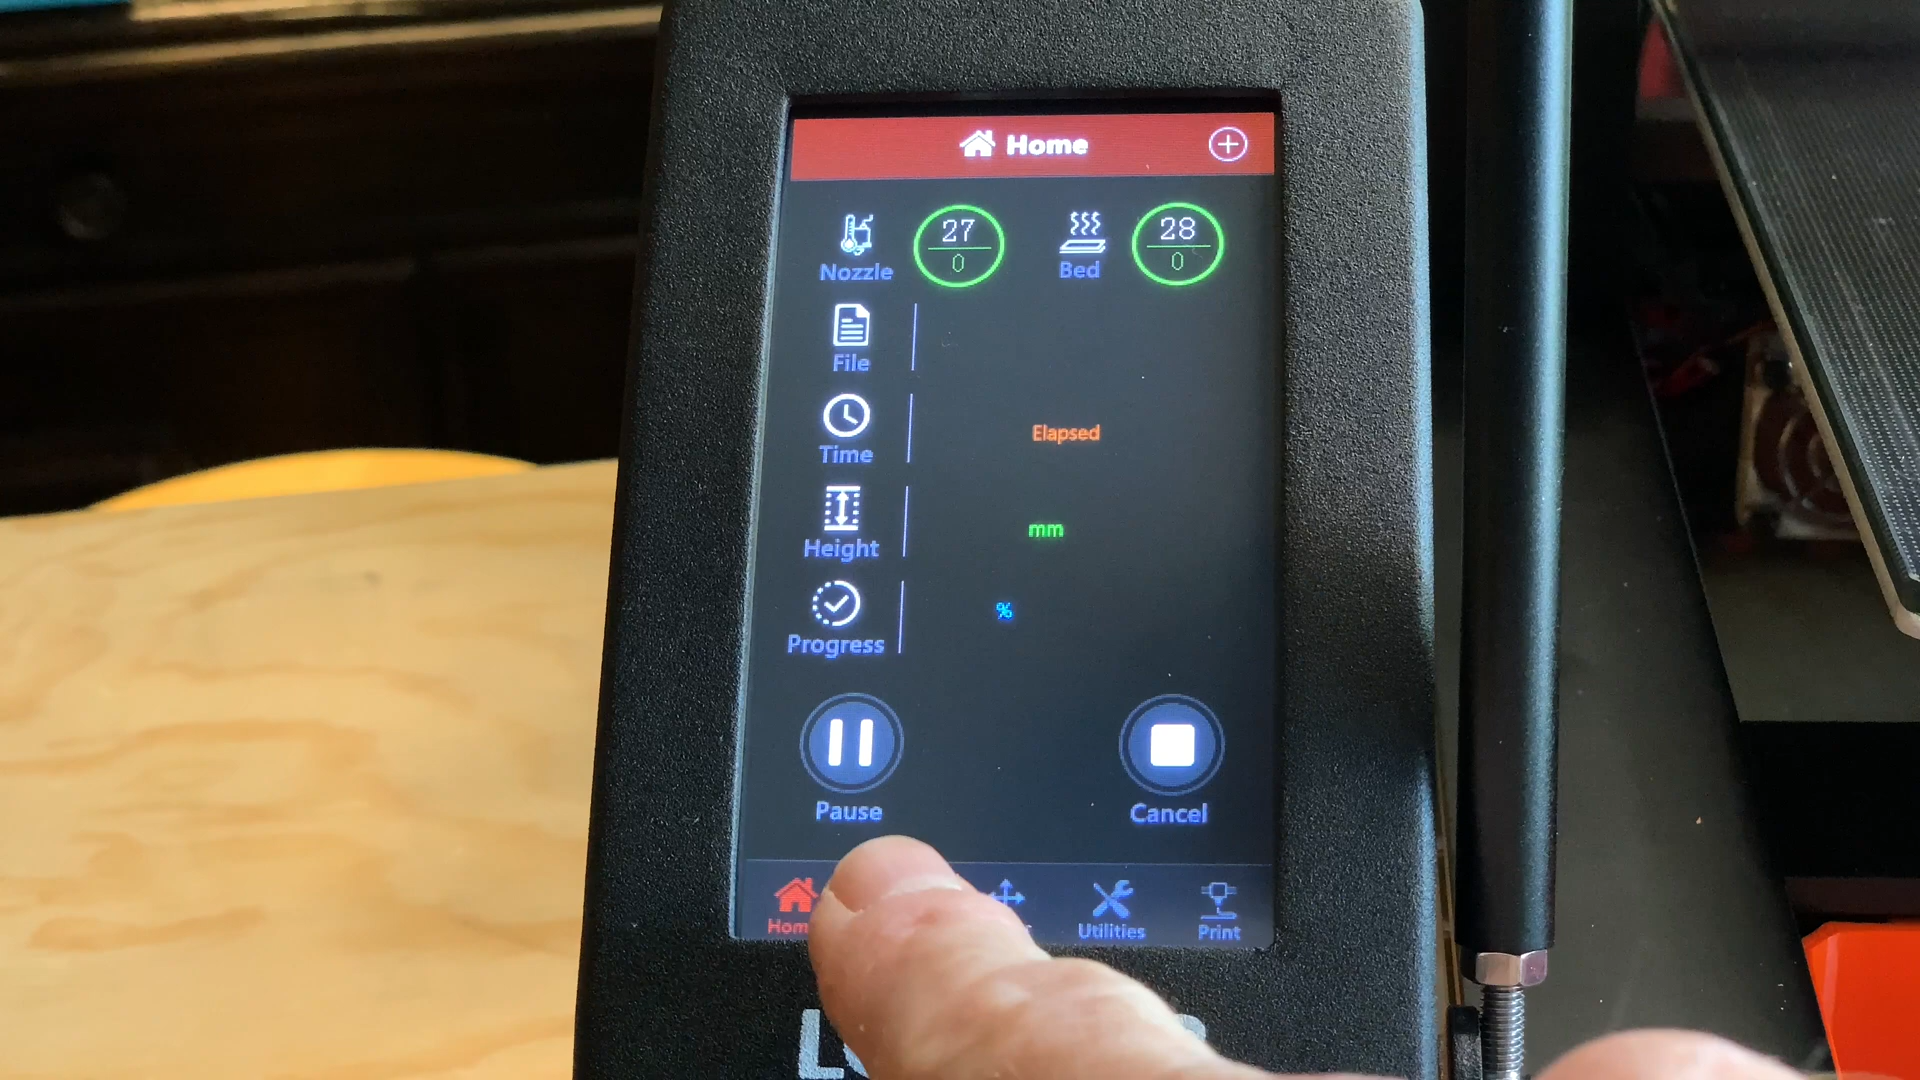 Home
27
0
Nozzle
28
0
Bed
File
Time
Elapsed
Height
mm
Progress
%
Pause
Cancel
Utilities
Print